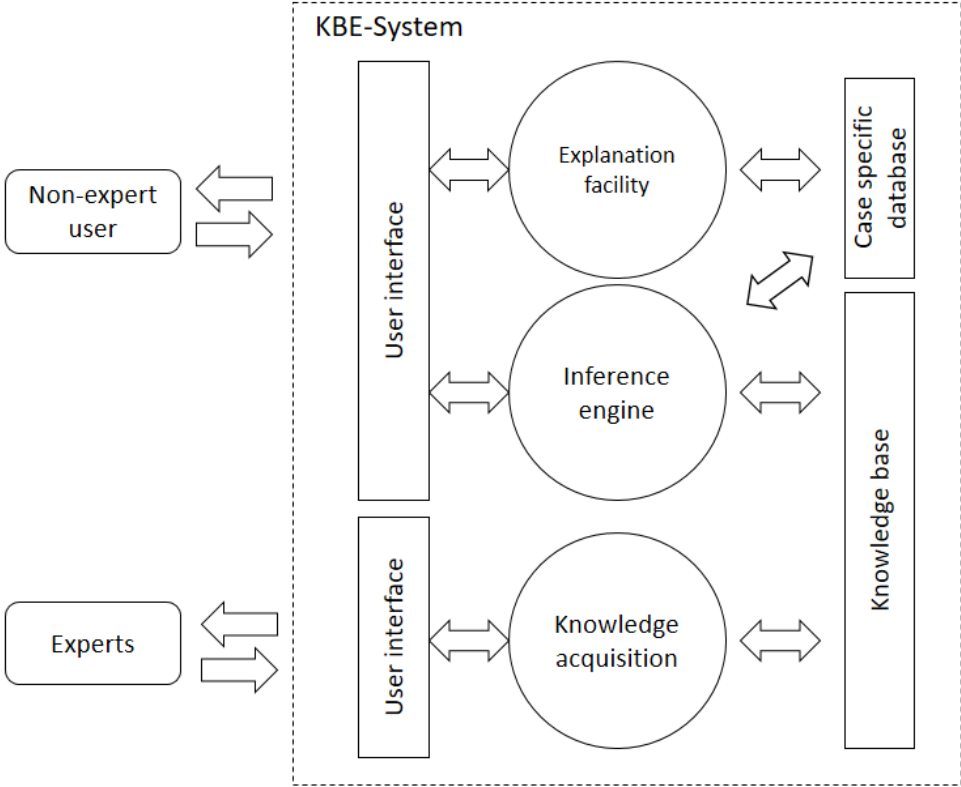 KBE-System
Non-expert
user
User interface
Explanation
facility
Case specific
database
Inference
engine
Knowledge base
Experts
User interface
Knowledge
acquisition